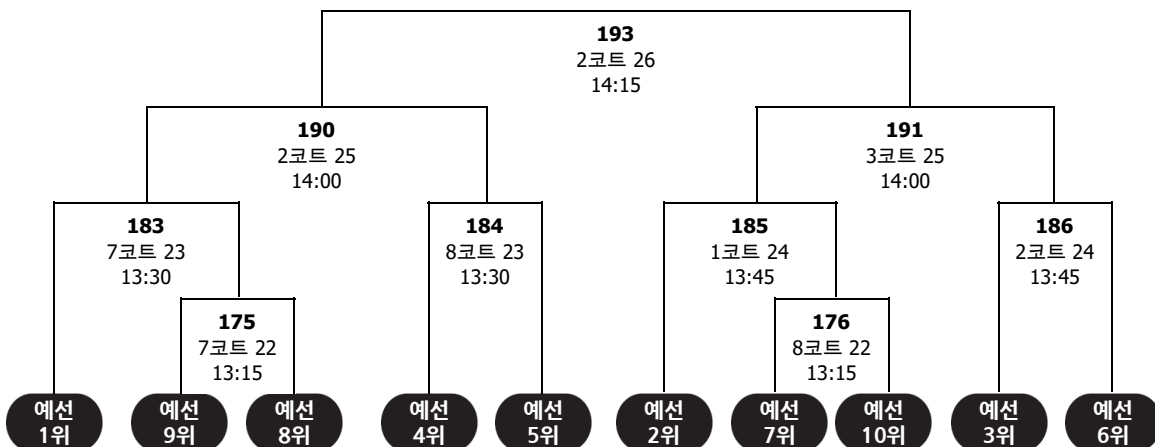 193
2코트 26
14:15
190
2코트 25
14:00
191
3코트 25
14:00
183
7코트 23
13:30
184
8코트 23
13:30
185
1코트 24
13:45
186
2코트 24
13:45
175
7코트 22
13:15
176
8코트 22
13:15
예선
1위
예선
9위
예선
8위
예선
4위
예선
5위
예선
2위
예선
7위
예선
10위
예선
3위
예선
6위